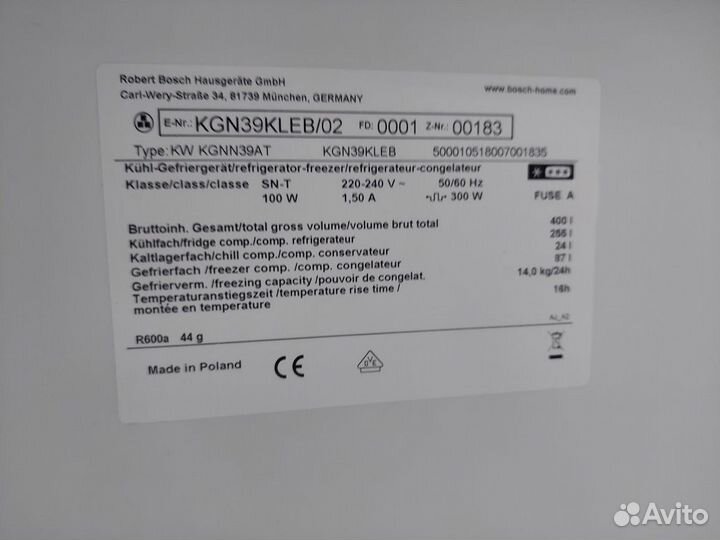 Robert Bosch Hausgeräte GmbH
Carl-Wery-Straße 34, 81739 München, GERMANY
www.bosch-home.com
E-Nr.: KGN39KLEB/02 FD: 0001 Z-Nr.: 00183
Type: KW KGNN39AT KGN39KLEB 500010518007001835
Kühl-Gefriergerät/refrigerator-freezer/refrigerateur-congelateur
Klasse/class/classe SN-T 220-240 V ~ 50/60 Hz
100 W 1,50 A 300 W FUSE A
Bruttoinh. Gesamt/total gross volume/volume brut total 400 l
Kühlfach/fridge comp./comp. refrigerateur 256 l
Kaltlagerfach/chill comp./comp. conservateur 24 l
Gefrierfach /freezer comp. /comp. congelateur 87 l
Gefrierverm. /freezing capacity /pouvoir de congelat. 14,0 kg/24h
Temperaturanstiegszeit /temperature rise time / 16h
montée en temperature
R600a 44 g
Made in Poland CE
OVE
Avito